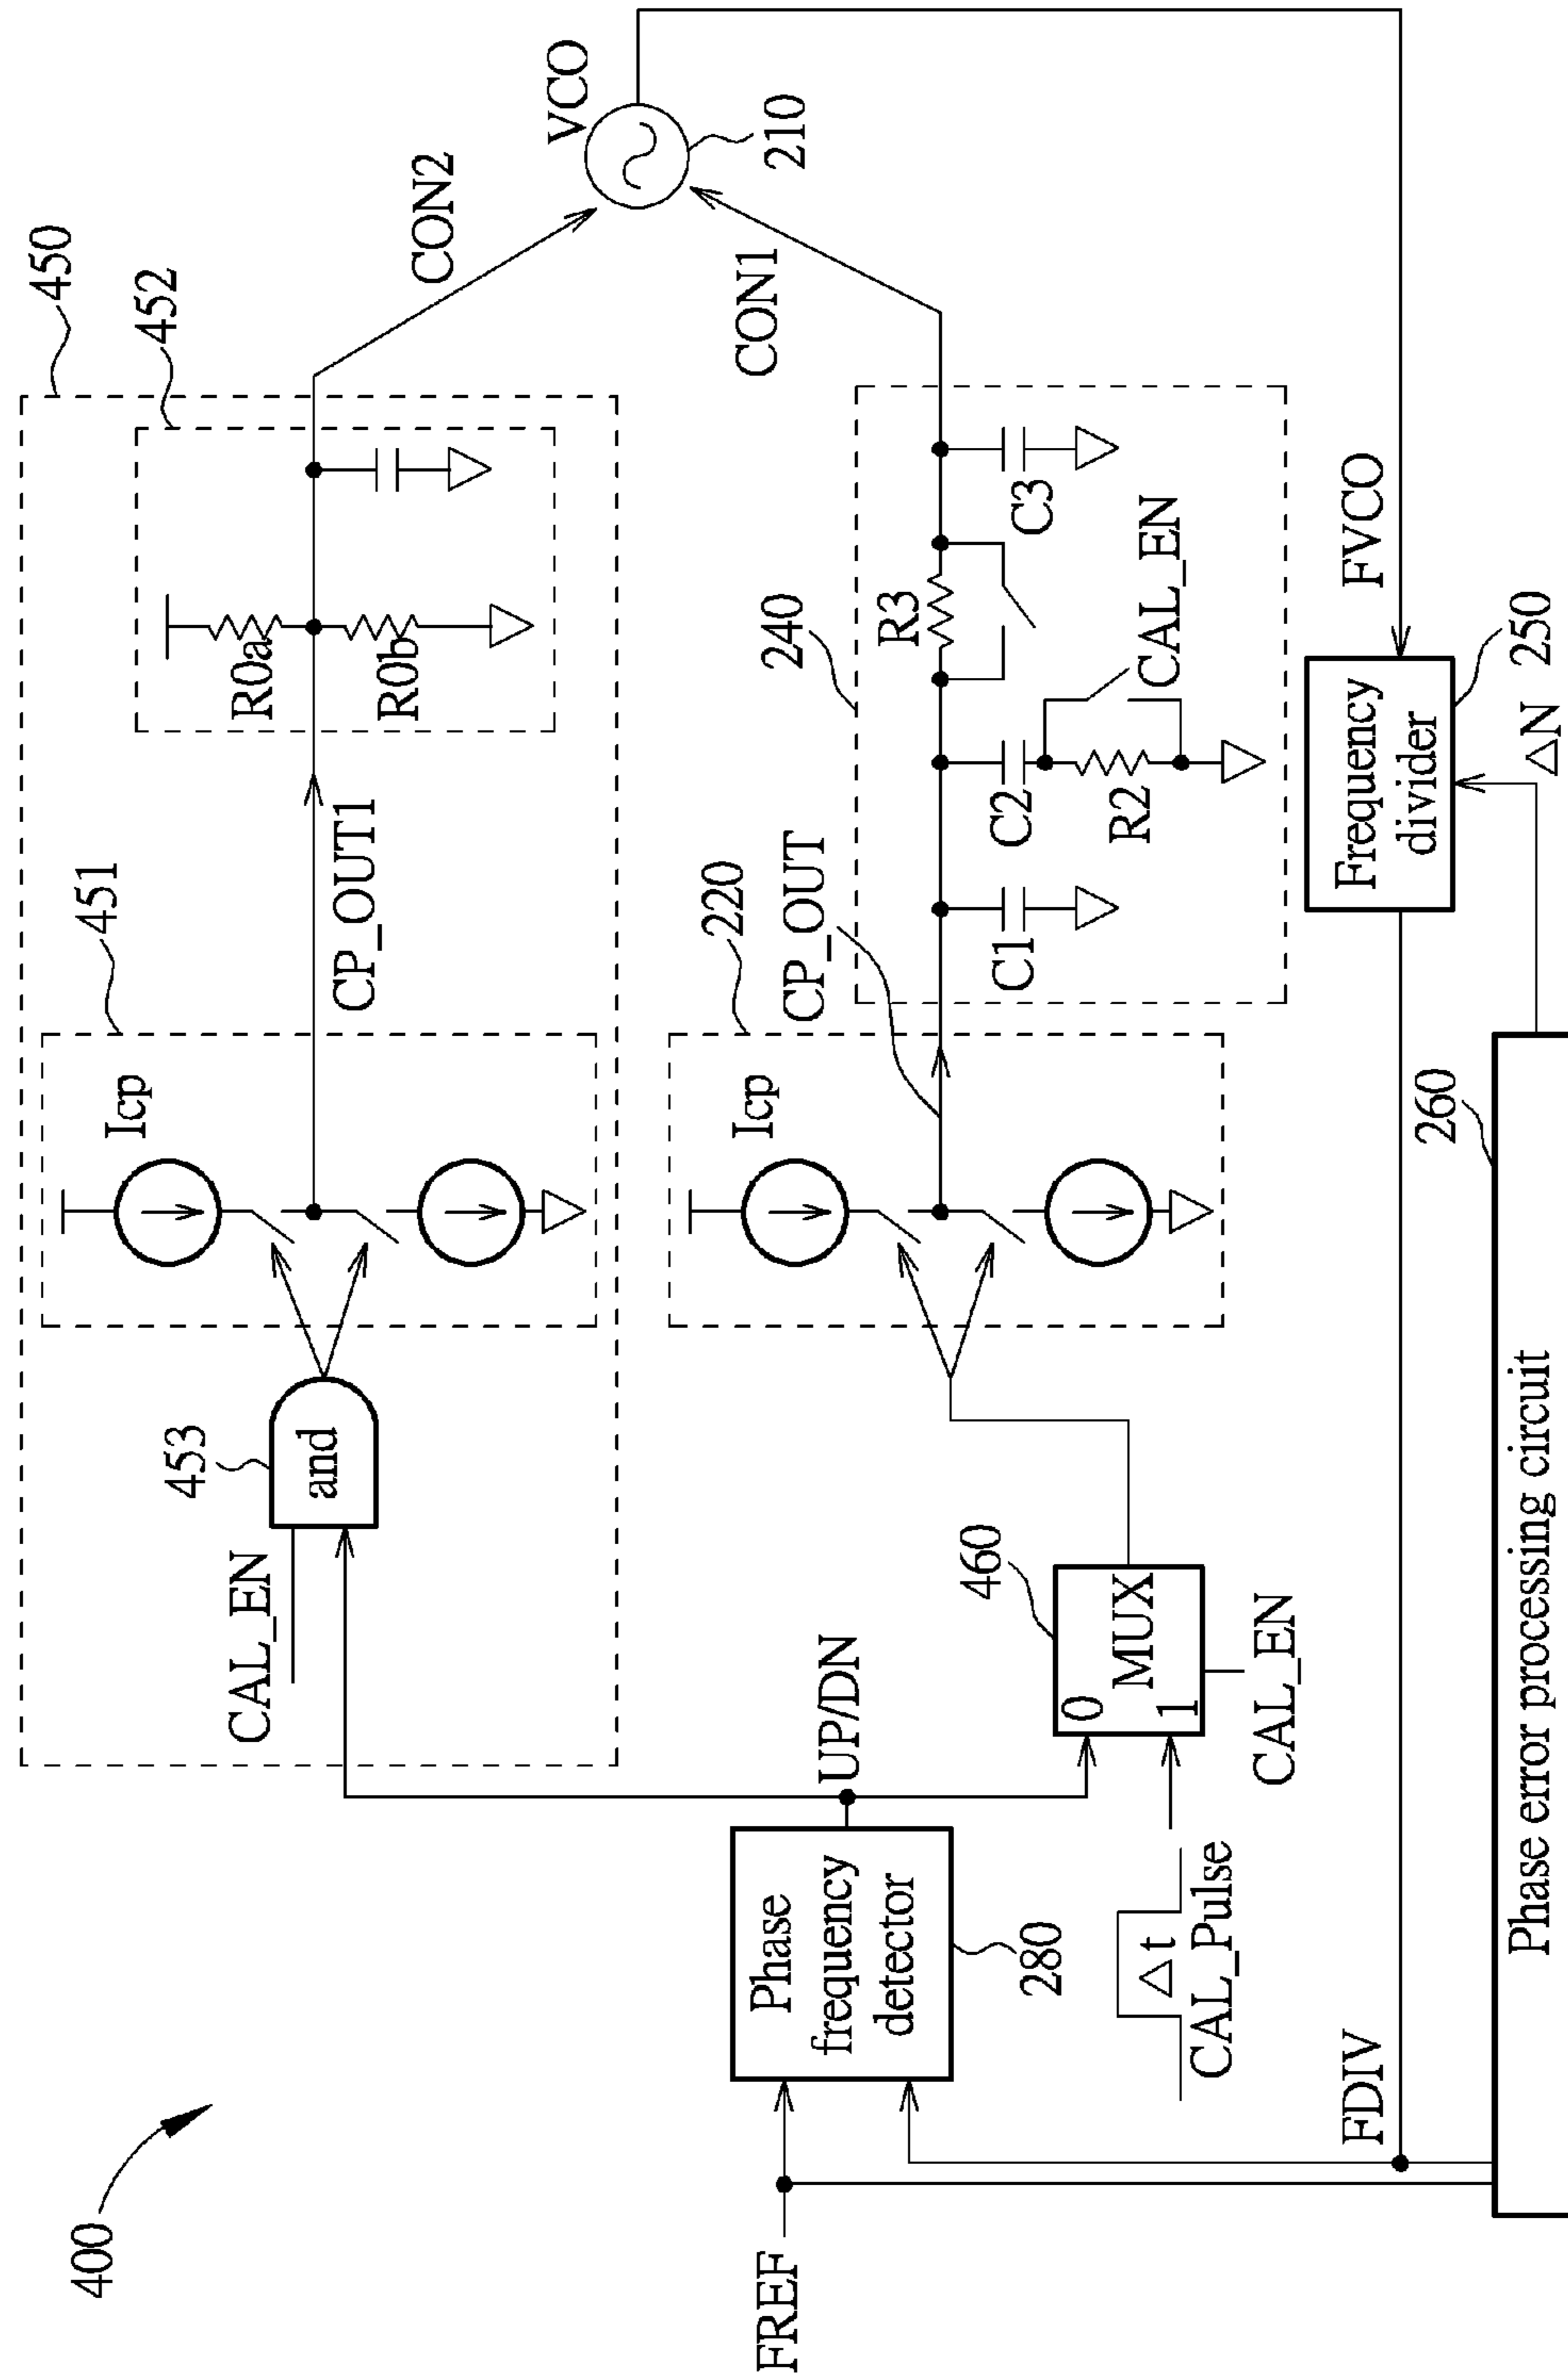 400
450
452
451
453
and
CAL_EN
Icp
CP_OUT1
R0a
R0b
CON2
VCO
210
CON1
220
Icp
CP_OUT
240
R3
C1
C2
R2
CAL_EN
C3
FREF
Phase
frequency
detector
280
UP/DN
460
0
MUX
1
CAL_EN
Δt
CAL_Pulse
FDIV
FVCO
Frequency
divider
250
△N
260
Phase error processing circuit